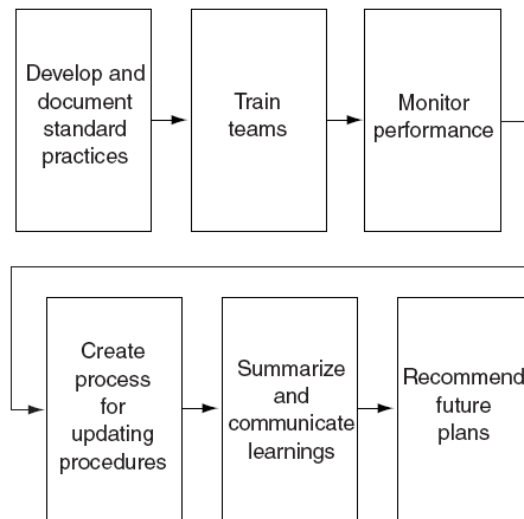 Develop and
document
standard
practices
Train
teams
Monitor
performance
Create
process
for
updating
procedures
Summarize
and
communicate
learnings
Recommend
future
plans